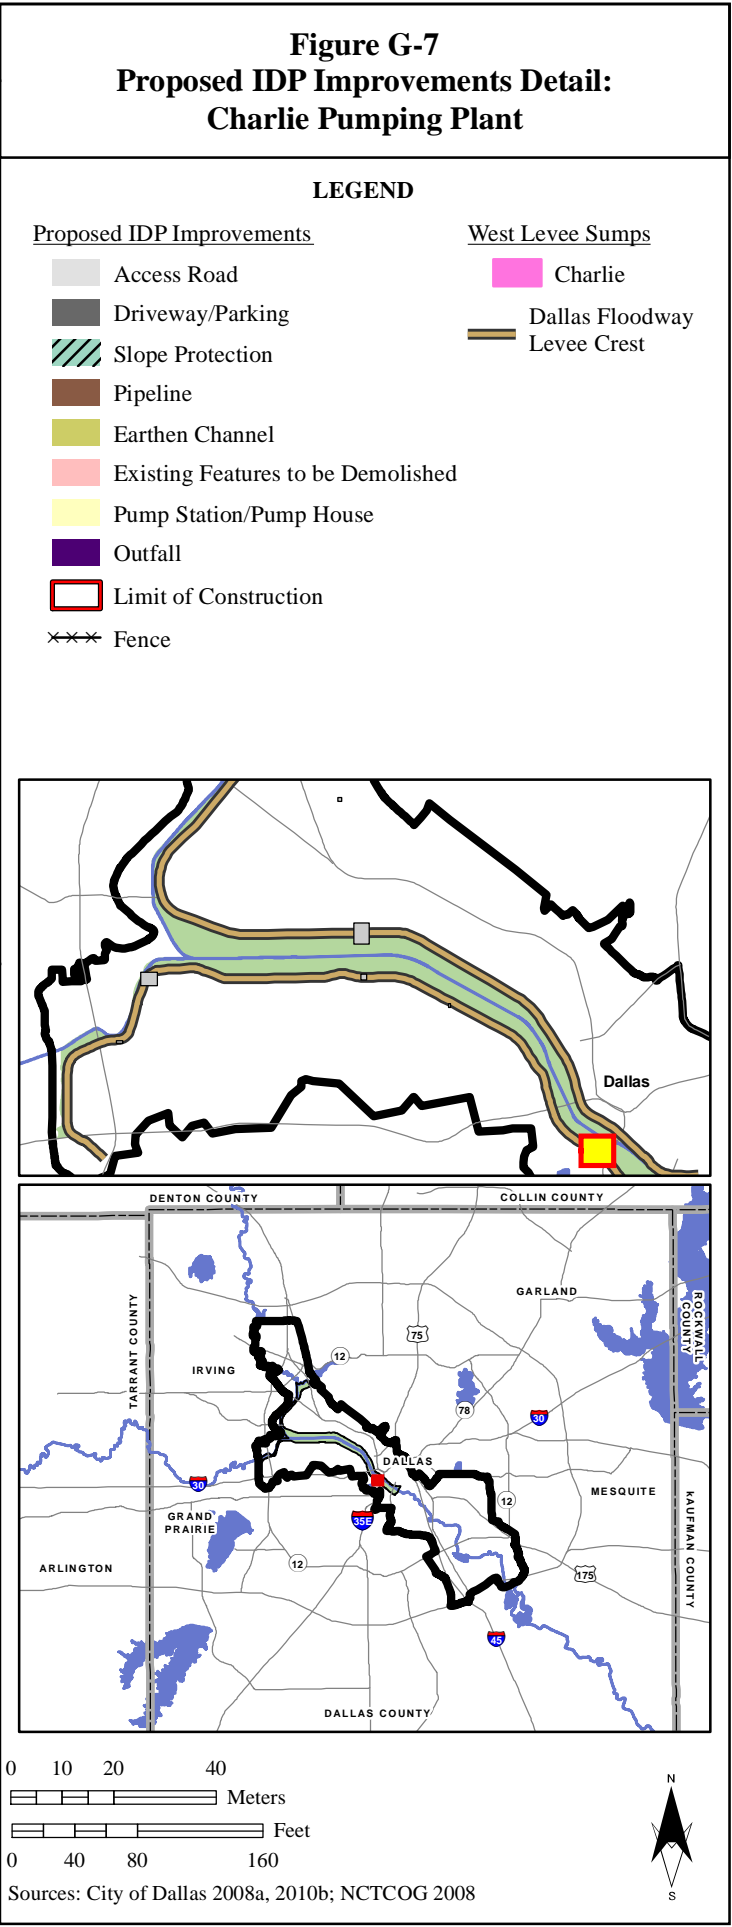 Figure G-7
Proposed IDP Improvements Detail:
Charlie Pumping Plant
LEGEND
Proposed IDP Improvements
Access Road
Driveway/Parking
Slope Protection
Pipeline
Earthen Channel
Existing Features to be Demolished
Pump Station/Pump House
Outfall
Limit of Construction
Fence
West Levee Sumps
Charlie
Dallas Floodway
Levee Crest
Dallas
DENTON COUNTY
COLLIN COUNTY
TARRANT COUNTY
ROCKWALL
COUNTY
GARLAND
75
12
IRVING
78
30
DALLAS
30
12
MESQUITE
KAUFMAN COUNTY
GRAND
PRAIRIE
35E
12
ARLINGTON
175
45
DALLAS COUNTY
0 10 20 40
Meters
Feet
0 40 80 160
N
S
Sources: City of Dallas 2008a, 2010b; NCTCOG 2008